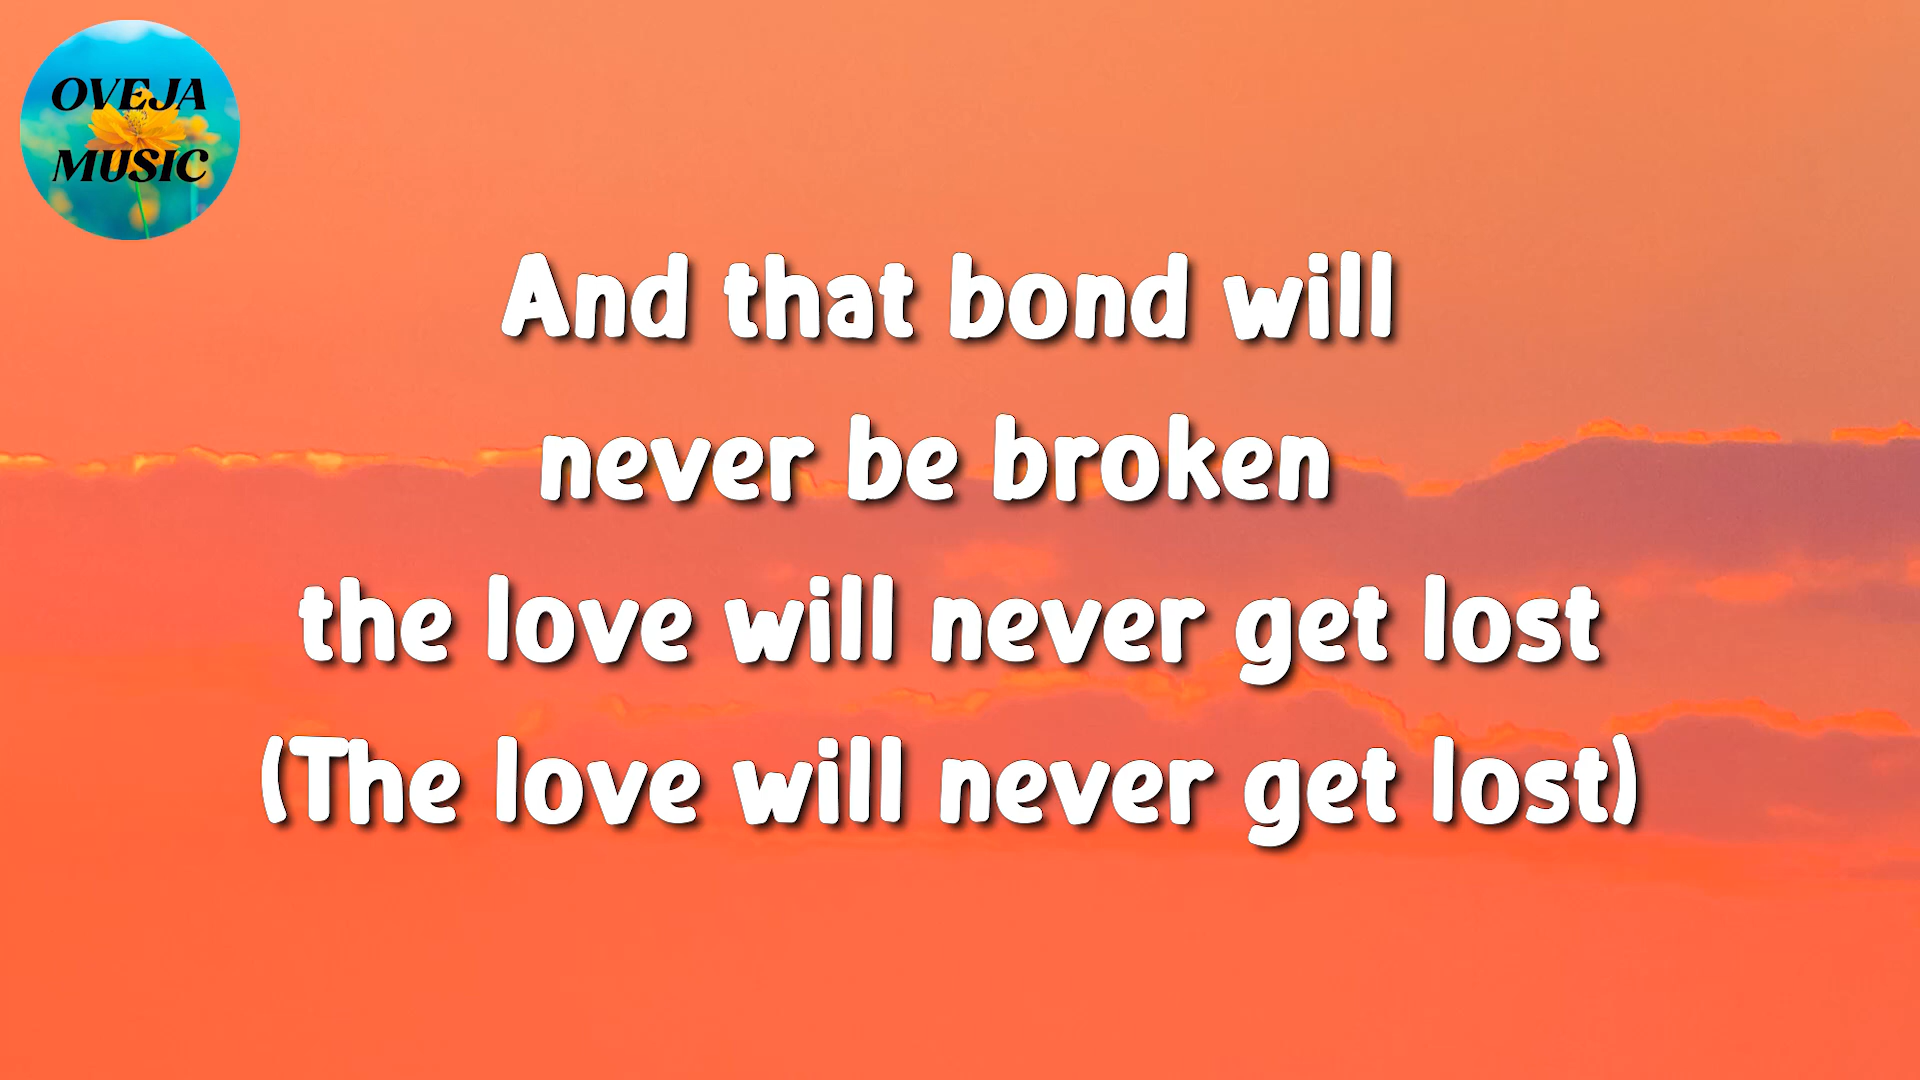 OVEJA
MUSIC
And that bond will
never be broken
the love will never get lost
(The love will never get lost)